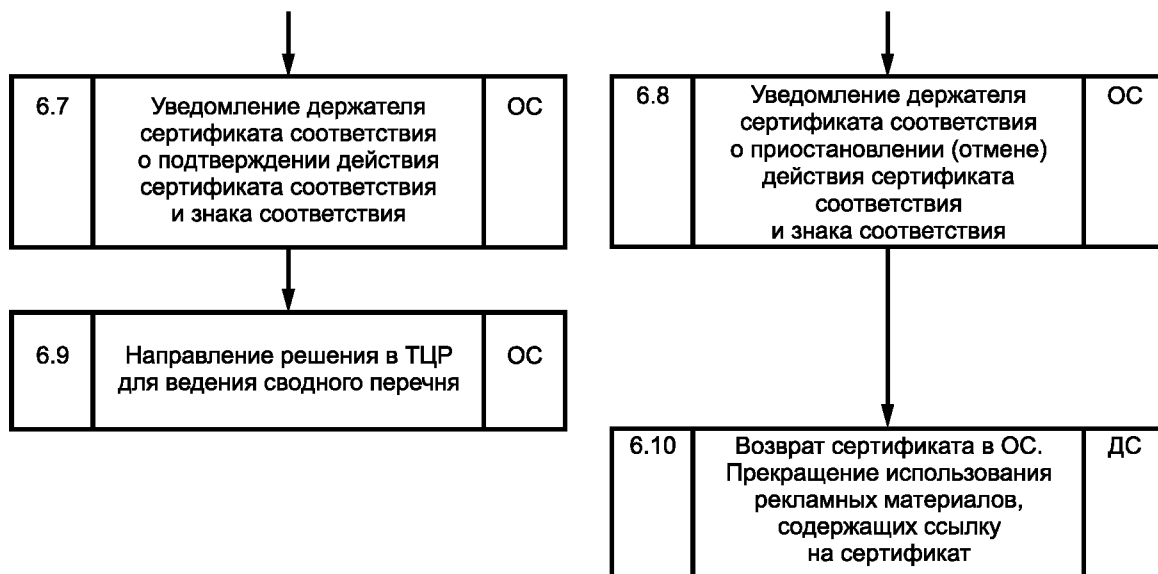 6.7
Уведомление держателя
сертификата соответствия
о подтверждении действия
сертификата соответствия
и знака соответствия
ОС
6.8
Уведомление держателя
сертификата соответствия
о приостановлении (отмене)
действия сертификата
соответствия
и знака соответствия
ОС
6.9
Направление решения в ТЦР
для ведения сводного перечня
ОС
6.10
Возврат сертификата в ОС.
Прекращение использования
рекламных материалов,
содержащих ссылку
на сертификат
ДС